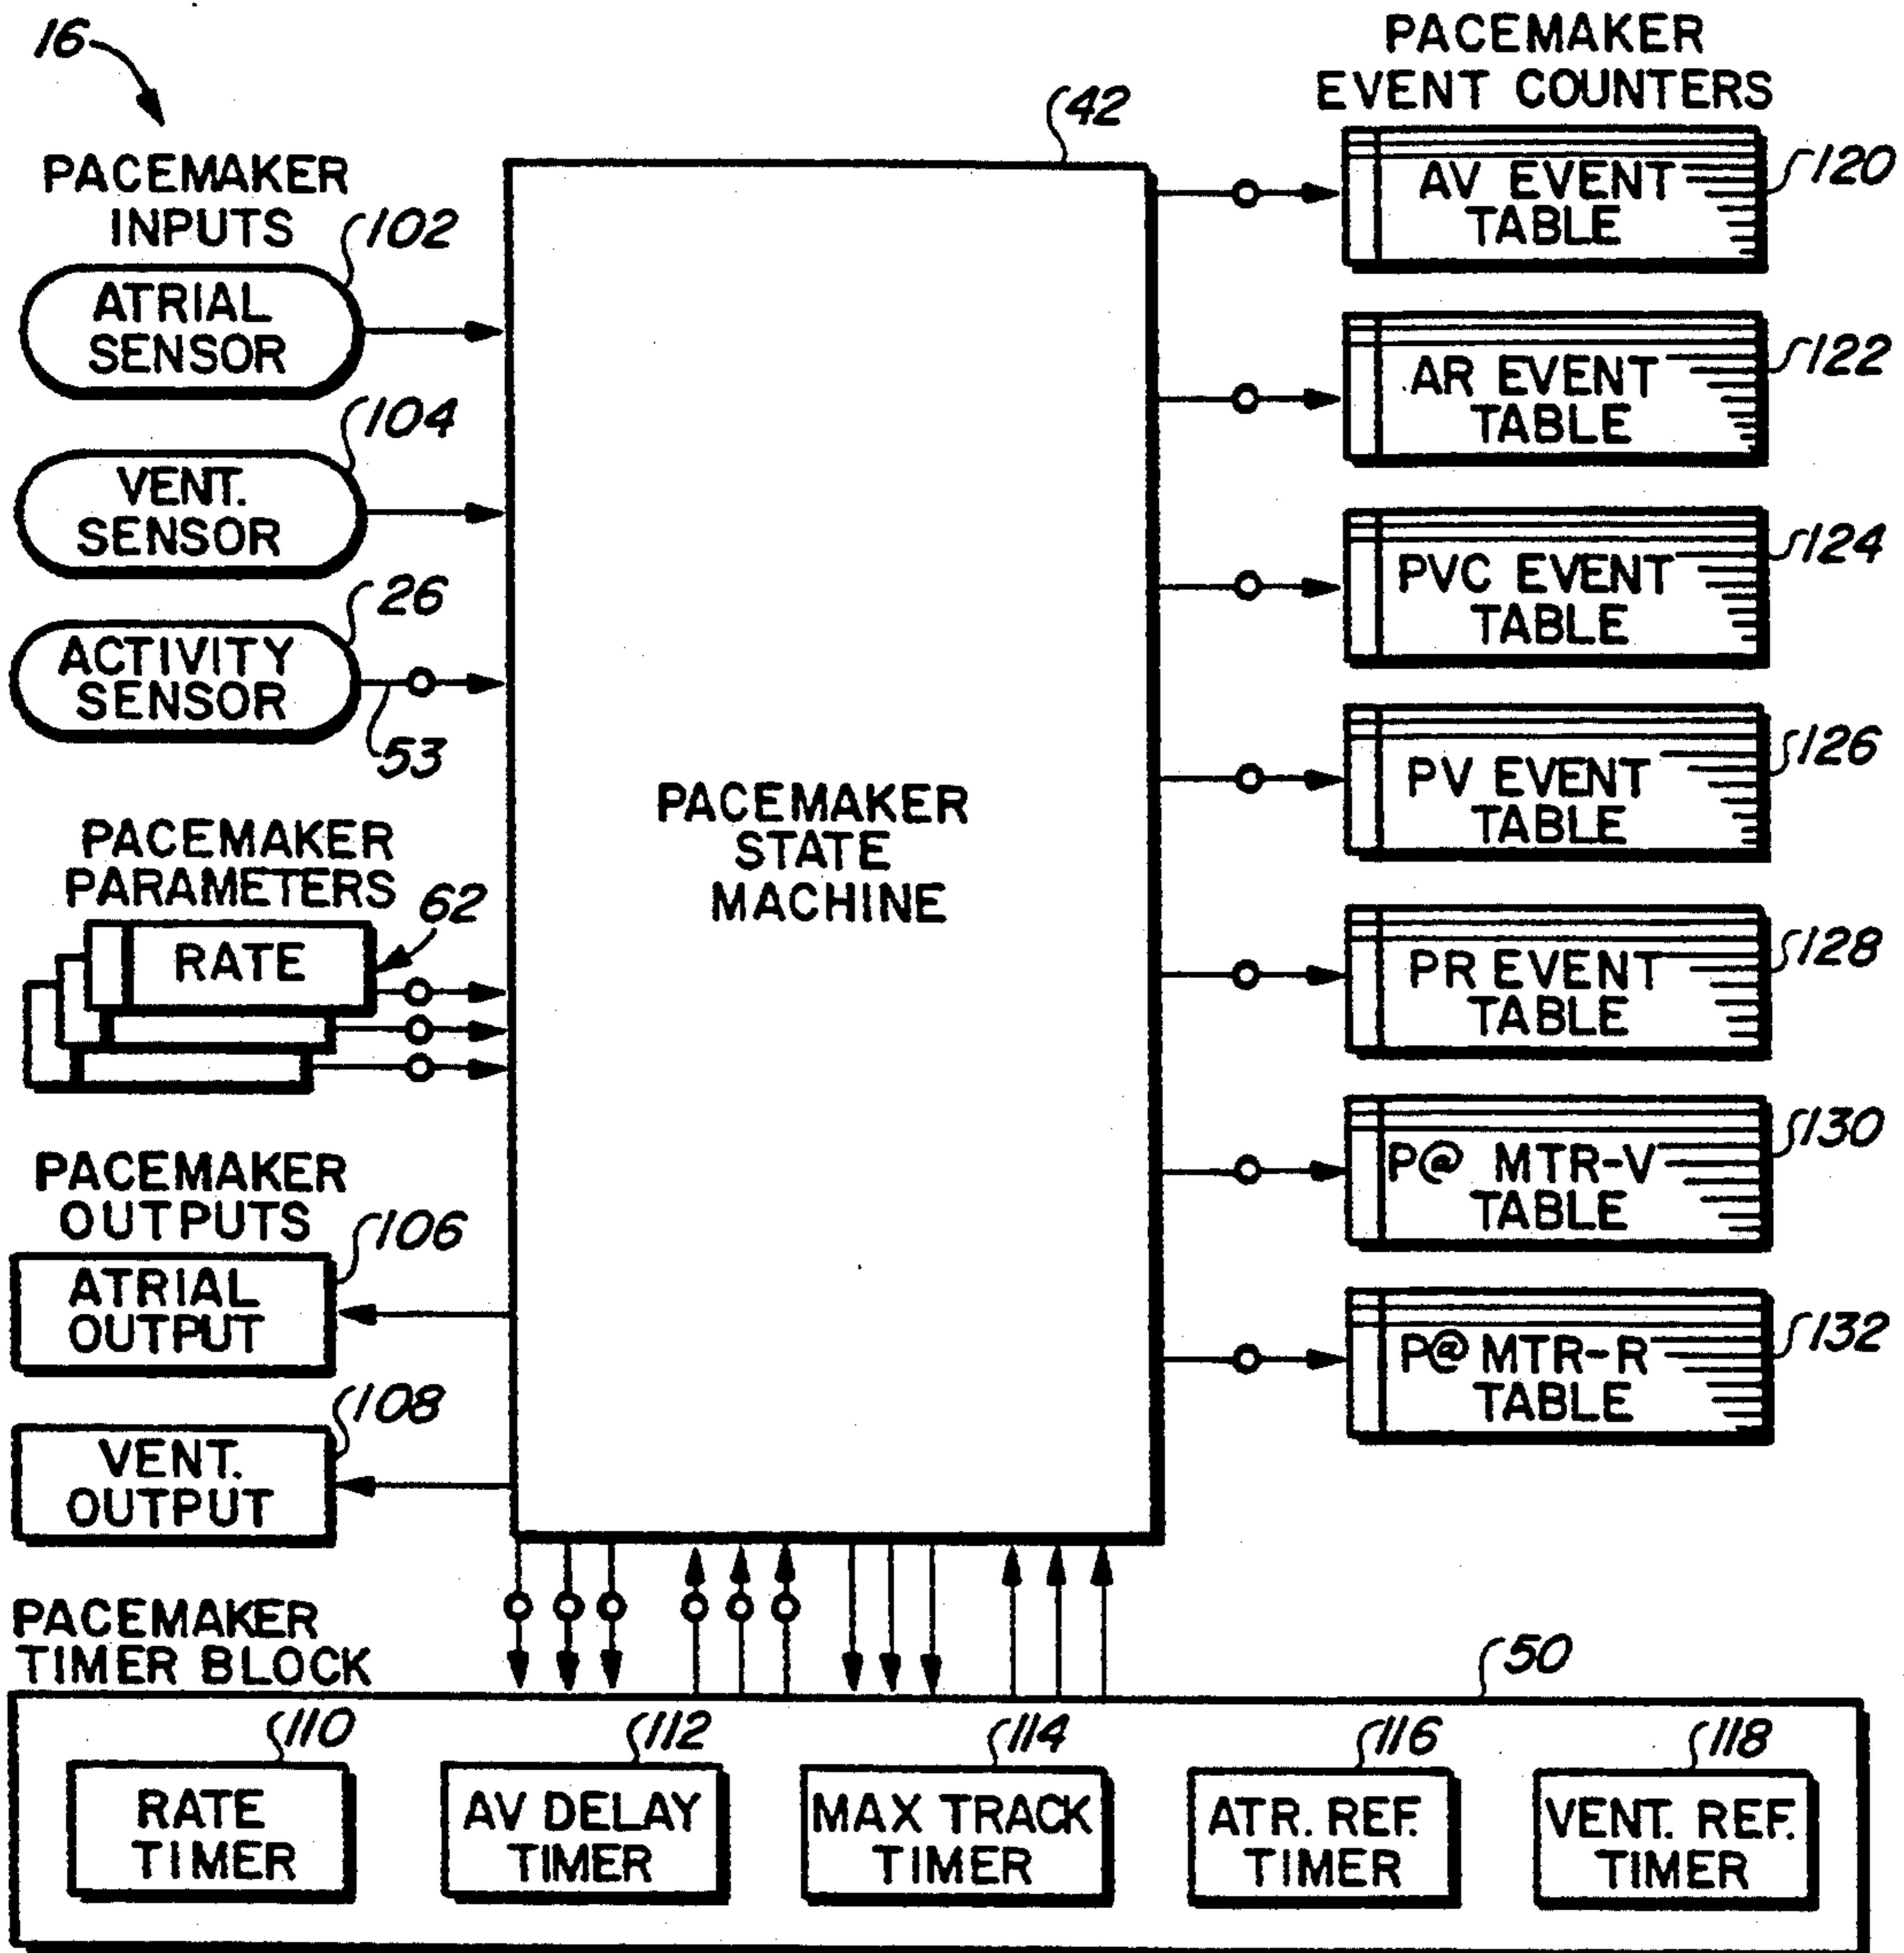 16
PACEMAKER
INPUTS
102
ATRIAL
SENSOR
104
VENT.
SENSOR
26
ACTIVITY
SENSOR
53
PACEMAKER
PARAMETERS
62
RATE
PACEMAKER
OUTPUTS
106
ATRIAL
OUTPUT
108
VENT.
OUTPUT
42
PACEMAKER
STATE
MACHINE
PACEMAKER
EVENT COUNTERS
AV EVENT
TABLE
120
AR EVENT
TABLE
122
PVC EVENT
TABLE
124
PV EVENT
TABLE
126
PR EVENT
TABLE
128
P@ MTR-V
TABLE
130
P@ MTR-R
TABLE
132
PACEMAKER
TIMER BLOCK
50
110
RATE
TIMER
112
AV DELAY
TIMER
114
MAX TRACK
TIMER
116
ATR. REF.
TIMER
118
VENT. REF.
TIMER